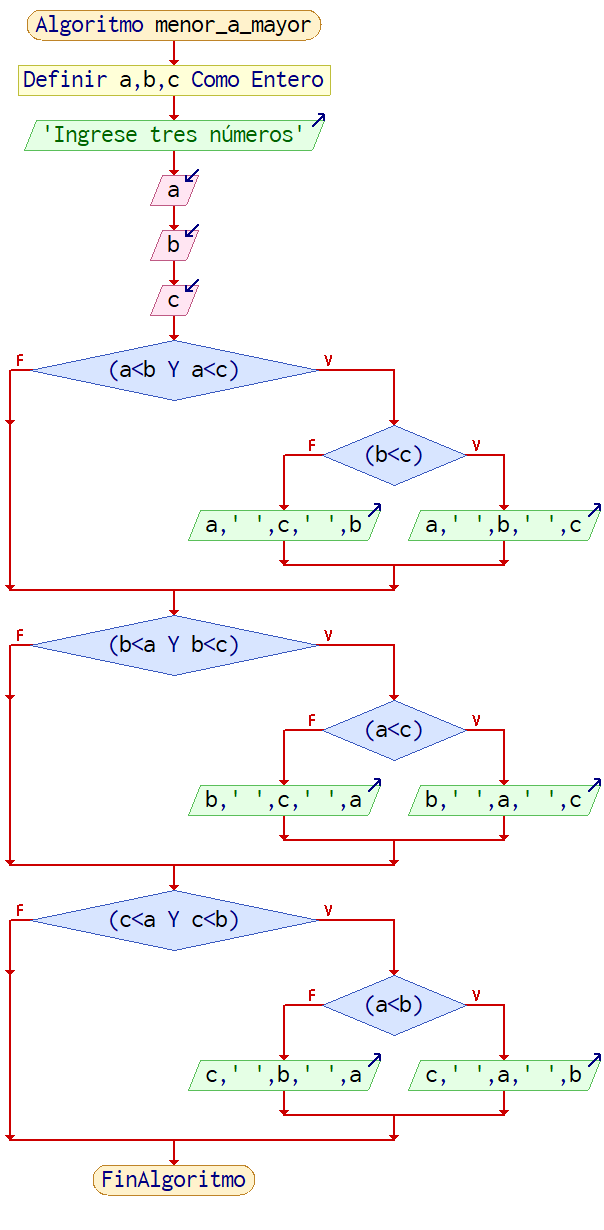 Algoritmo menor_a_mayor
Definir a,b,c Como Entero
'Ingrese tres números'
a
b
c
F (a<b Y a<c) V
F (b<c) V
a,' ',c,' ',b a,' ',b,' ',c
F (b<a Y b<c) V
F (a<c) V
b,' ',c,' ',a b,' ',a,' ',c
F (c<a Y c<b) V
F (a<b) V
c,' ',b,' ',a c,' ',a,' ',b
FinAlgoritmo